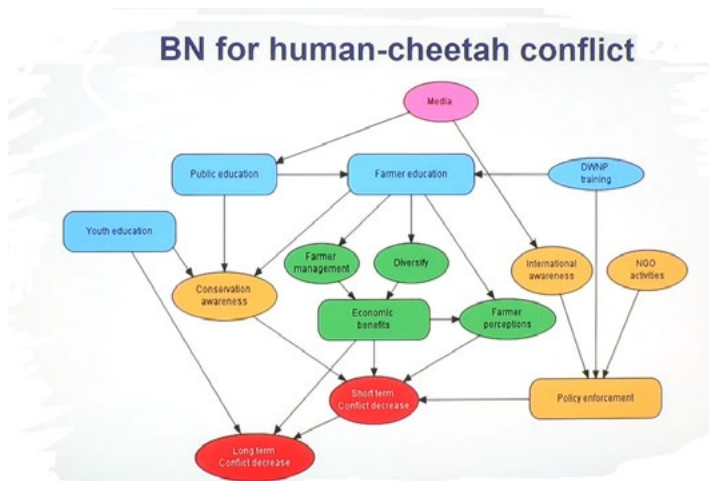 BN for human-cheetah conflict
Media
Public education
Farmer education
DWNP
training
Youth education
Farmer
management
Diversify
International
awareness
NGO
activities
Conservation
awareness
Economic
benefits
Farmer
perceptions
Short term
Conflict decrease
Policy enforcement
Long term
Conflict decrease